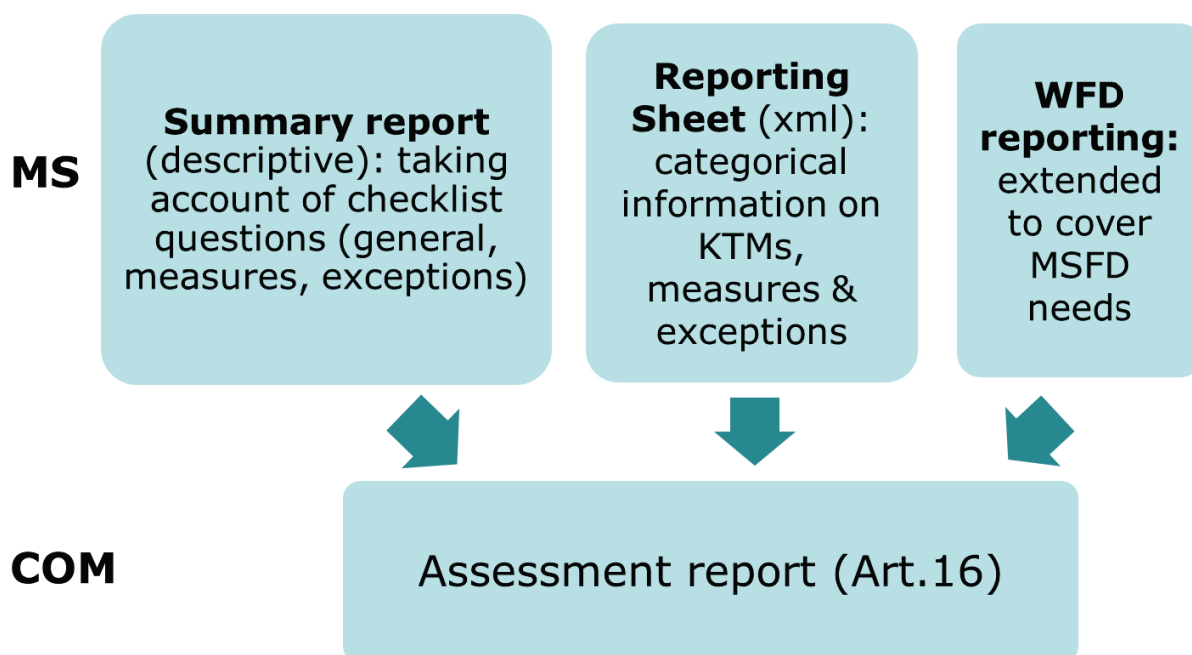 MS
Summary report
(descriptive): taking
account of checklist
questions (general,
measures, exceptions)
Reporting
Sheet (xml):
categorical
information on
KTMs,
measures &
exceptions
WFD
reporting:
extended
to cover
MSFD
needs
COM
Assessment report (Art.16)